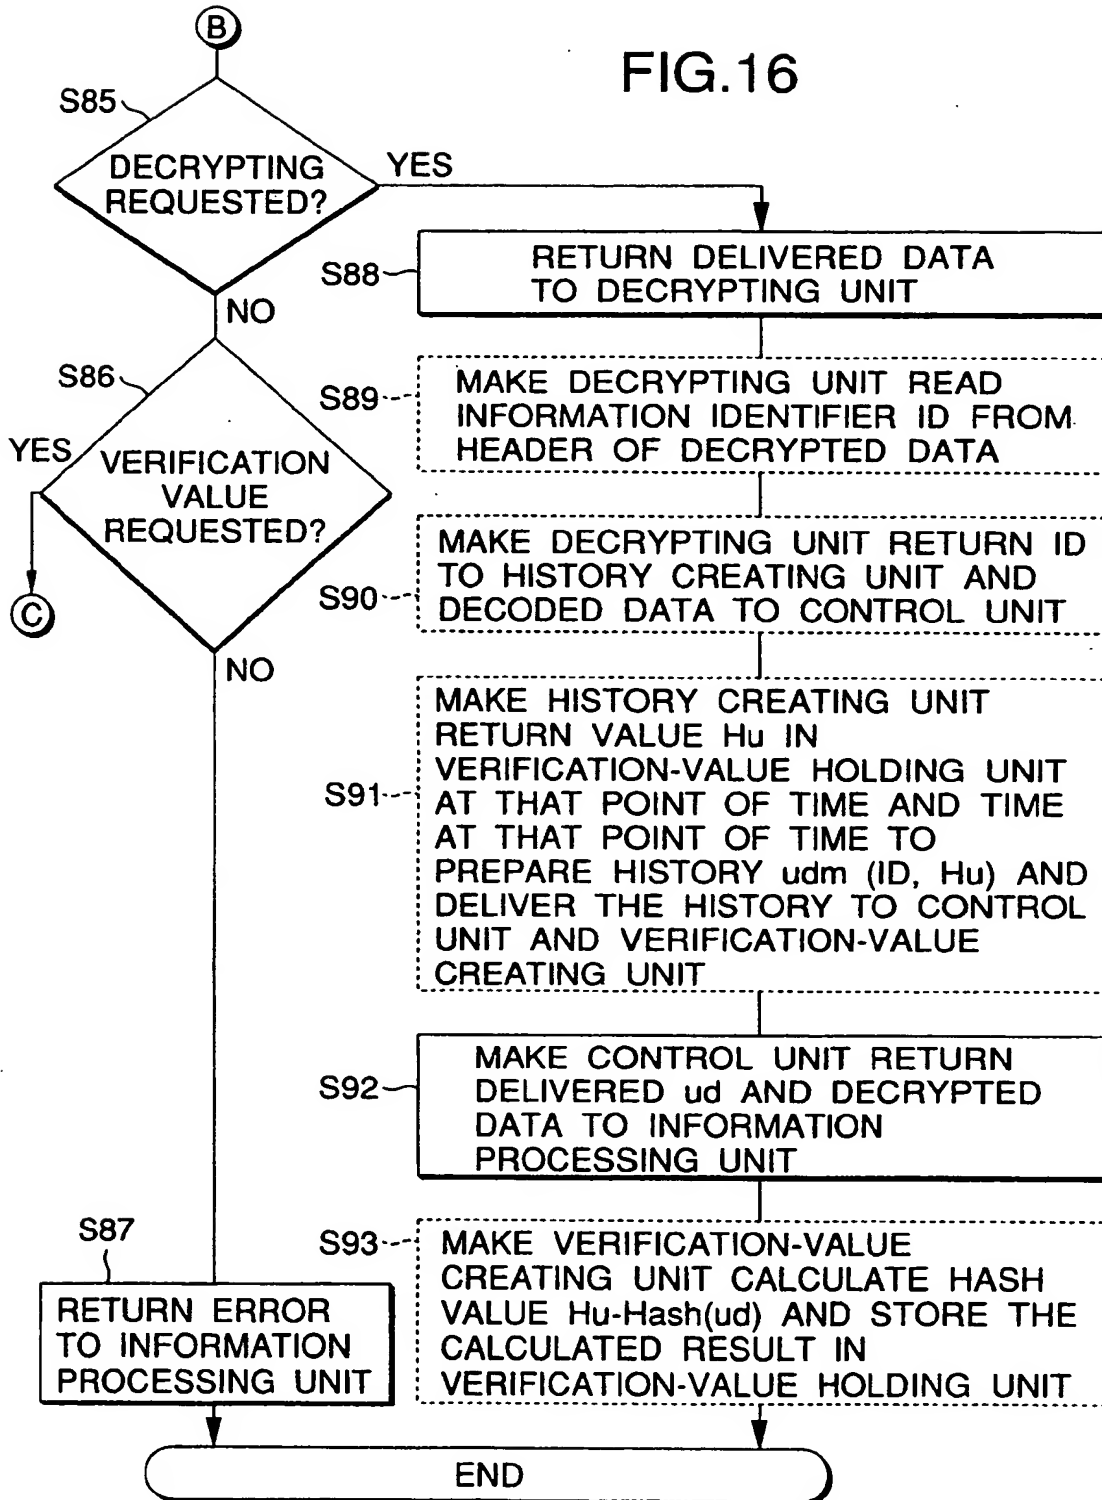 B
FIG.16
S85
DECRYPTING
REQUESTED?
YES
NO
S88
RETURN DELIVERED DATA
TO DECRYPTING UNIT
S86
VERIFICATION
VALUE
REQUESTED?
YES
C
NO
S89
MAKE DECRYPTING UNIT READ
INFORMATION IDENTIFIER ID FROM
HEADER OF DECRYPTED DATA
S90
MAKE DECRYPTING UNIT RETURN ID
TO HISTORY CREATING UNIT AND
DECODED DATA TO CONTROL UNIT
S91
MAKE HISTORY CREATING UNIT
RETURN VALUE Hu IN
VERIFICATION-VALUE HOLDING UNIT
AT THAT POINT OF TIME AND TIME
AT THAT POINT OF TIME TO
PREPARE HISTORY udm (ID, Hu) AND
DELIVER THE HISTORY TO CONTROL
UNIT AND VERIFICATION-VALUE
CREATING UNIT
S92
MAKE CONTROL UNIT RETURN
DELIVERED ud AND DECRYPTED
DATA TO INFORMATION
PROCESSING UNIT
S87
RETURN ERROR
TO INFORMATION
PROCESSING UNIT
S93
MAKE VERIFICATION-VALUE
CREATING UNIT CALCULATE HASH
VALUE Hu-Hash(ud) AND STORE THE
CALCULATED RESULT IN
VERIFICATION-VALUE HOLDING UNIT
END